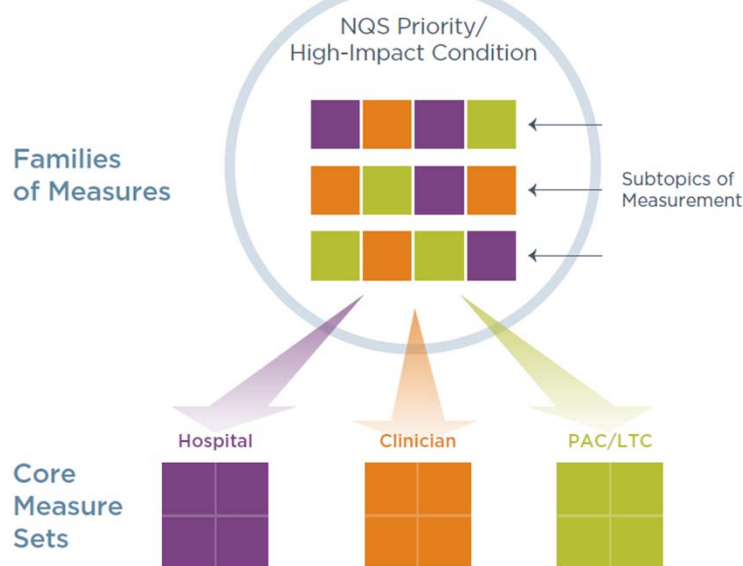 NQS Priority/
High-Impact Condition
Families
of Measures
Subtopics of
Measurement
Hospital
Clinician
PAC/LTC
Core
Measure
Sets